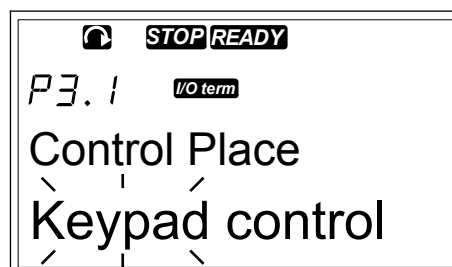 STOP READY
P3.1 I/O term
Control Place
Keypad control